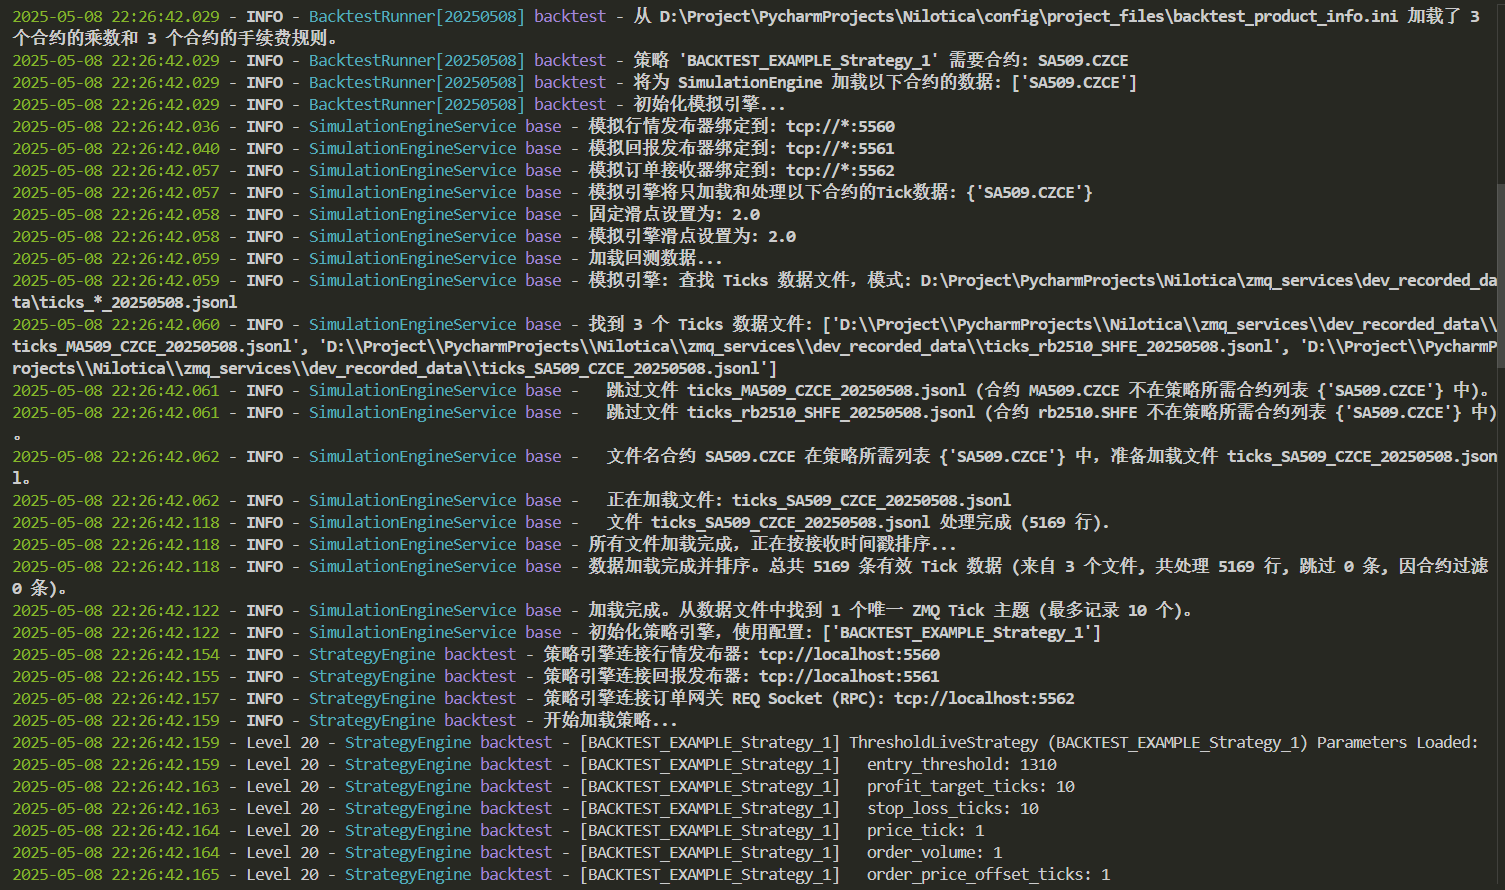 2025-05-08 22:26:42.029 - INFO - BacktestRunner[20250508] backtest - 从 D:\Project\PycharmProjects\Nilotica\config\project_files\backtest_product_info.ini 加载了 3
个合约的乘数和 3 个合约的手续费规则。
2025-05-08 22:26:42.029 - INFO - BacktestRunner[20250508] backtest - 策略 'BACKTEST_EXAMPLE_Strategy_1' 需要合约: SA509.CZCE
2025-05-08 22:26:42.029 - INFO - BacktestRunner[20250508] backtest - 将为 SimulationEngine 加载以下合约的数据: ['SA509.CZCE']
2025-05-08 22:26:42.029 - INFO - BacktestRunner[20250508] backtest - 初始化模拟引擎...
2025-05-08 22:26:42.036 - INFO - SimulationEngineService base - 模拟行情发布器绑定到: tcp://*:5560
2025-05-08 22:26:42.040 - INFO - SimulationEngineService base - 模拟回报发布器绑定到: tcp://*:5561
2025-05-08 22:26:42.057 - INFO - SimulationEngineService base - 模拟订单接收器绑定到: tcp://*:5562
2025-05-08 22:26:42.057 - INFO - SimulationEngineService base - 模拟引擎将只加载和处理以下合约的Tick数据: {'SA509.CZCE'}
2025-05-08 22:26:42.058 - INFO - SimulationEngineService base - 固定滑点设置为: 2.0
2025-05-08 22:26:42.058 - INFO - SimulationEngineService base - 模拟引擎滑点设置为: 2.0
2025-05-08 22:26:42.059 - INFO - SimulationEngineService base - 加载回测数据...
2025-05-08 22:26:42.059 - INFO - SimulationEngineService base - 模拟引擎: 查找 Ticks 数据文件，模式: D:\Project\PycharmProjects\Nilotica\zmq_services\dev_recorded_da
ta\ticks_*_20250508.jsonl
2025-05-08 22:26:42.060 - INFO - SimulationEngineService base - 找到 3 个 Ticks 数据文件: ['D:\\Project\\PycharmProjects\\Nilotica\\zmq_services\\dev_recorded_data\\
ticks_MA509_CZCE_20250508.jsonl', 'D:\\Project\\PycharmProjects\\Nilotica\\zmq_services\\dev_recorded_data\\ticks_rb2510_SHFE_20250508.jsonl', 'D:\\Project\\PycharmP
rojects\\Nilotica\\zmq_services\\dev_recorded_data\\ticks_SA509_CZCE_20250508.jsonl']
2025-05-08 22:26:42.061 - INFO - SimulationEngineService base -   跳过文件 ticks_MA509_CZCE_20250508.jsonl (合约 MA509.CZCE 不在策略所需合约列表 {'SA509.CZCE'} 中)。
2025-05-08 22:26:42.061 - INFO - SimulationEngineService base -   跳过文件 ticks_rb2510_SHFE_20250508.jsonl (合约 rb2510.SHFE 不在策略所需合约列表 {'SA509.CZCE'} 中)
。
2025-05-08 22:26:42.062 - INFO - SimulationEngineService base -   文件名合约 SA509.CZCE 在策略所需列表 {'SA509.CZCE'} 中，准备加载文件 ticks_SA509_CZCE_20250508.json
l。
2025-05-08 22:26:42.062 - INFO - SimulationEngineService base -   正在加载文件: ticks_SA509_CZCE_20250508.jsonl
2025-05-08 22:26:42.118 - INFO - SimulationEngineService base -   文件 ticks_SA509_CZCE_20250508.jsonl 处理完成 (5169 行).
2025-05-08 22:26:42.118 - INFO - SimulationEngineService base - 所有文件加载完成，正在按接收时间戳排序...
2025-05-08 22:26:42.118 - INFO - SimulationEngineService base - 数据加载完成并排序。总共 5169 条有效 Tick 数据 (来自 3 个文件, 共处理 5169 行, 跳过 0 条, 因合约过滤
0 条)。
2025-05-08 22:26:42.122 - INFO - SimulationEngineService base - 加载完成。从数据文件中找到 1 个唯一 ZMQ Tick 主题 (最多记录 10 个)。
2025-05-08 22:26:42.122 - INFO - SimulationEngineService base - 初始化策略引擎，使用配置: ['BACKTEST_EXAMPLE_Strategy_1']
2025-05-08 22:26:42.154 - INFO - StrategyEngine backtest - 策略引擎连接行情发布器: tcp://localhost:5560
2025-05-08 22:26:42.155 - INFO - StrategyEngine backtest - 策略引擎连接回报发布器: tcp://localhost:5561
2025-05-08 22:26:42.157 - INFO - StrategyEngine backtest - 策略引擎连接订单网关 REQ Socket (RPC): tcp://localhost:5562
2025-05-08 22:26:42.159 - INFO - StrategyEngine backtest - 开始加载策略...
2025-05-08 22:26:42.159 - Level 20 - StrategyEngine backtest - [BACKTEST_EXAMPLE_Strategy_1] ThresholdLiveStrategy (BACKTEST_EXAMPLE_Strategy_1) Parameters Loaded:
2025-05-08 22:26:42.159 - Level 20 - StrategyEngine backtest - [BACKTEST_EXAMPLE_Strategy_1]   entry_threshold: 1310
2025-05-08 22:26:42.163 - Level 20 - StrategyEngine backtest - [BACKTEST_EXAMPLE_Strategy_1]   profit_target_ticks: 10
2025-05-08 22:26:42.163 - Level 20 - StrategyEngine backtest - [BACKTEST_EXAMPLE_Strategy_1]   stop_loss_ticks: 10
2025-05-08 22:26:42.164 - Level 20 - StrategyEngine backtest - [BACKTEST_EXAMPLE_Strategy_1]   price_tick: 1
2025-05-08 22:26:42.164 - Level 20 - StrategyEngine backtest - [BACKTEST_EXAMPLE_Strategy_1]   order_volume: 1
2025-05-08 22:26:42.165 - Level 20 - StrategyEngine backtest - [BACKTEST_EXAMPLE_Strategy_1]   order_price_offset_ticks: 1